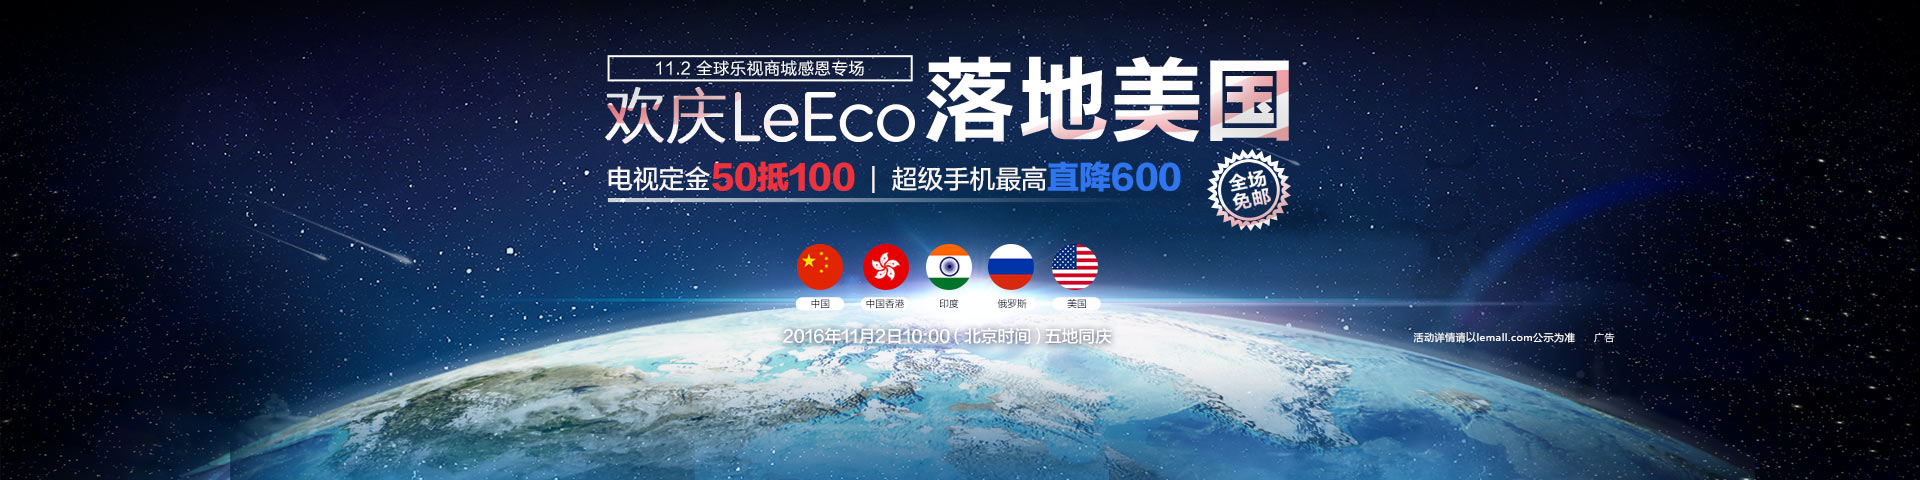 11.2 全球乐视商城感恩专场
欢庆LeEco落地美国
电视定金50抵100 | 超级手机最高直降600
全场
免邮
中国 中国香港 印度 俄罗斯 美国
2016年11月2日10:00 ( 北京时间 ) 五地同庆
活动详情请以lemall.com公示为准 广告